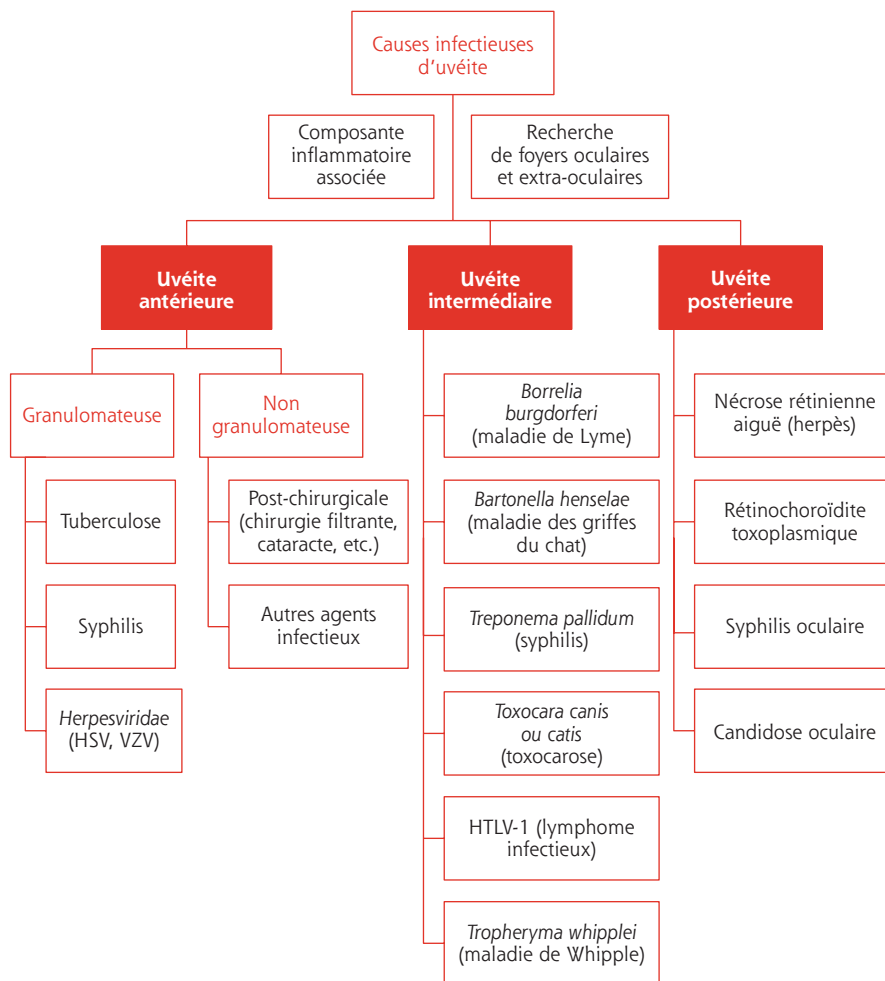 Causes infectieuses
d'uvéite
Composante
inflammatoire
associée
Recherche
de foyers oculaires
et extra-oculaires
Uvéite
antérieure
Uvéite
intermédiaire
Uvéite
postérieure
Granulomateuse
Non
granulomateuse
Tuberculose
Syphilis
Herpesviridae
(HSV, VZV)
Post-chirurgicale
(chirurgie filtrante,
cataracte, etc.)
Autres agents
infectieux
Borrelia
burgdorferi
(maladie de Lyme)
Bartonella henselae
(maladie des griffes
du chat)
Treponema pallidum
(syphilis)
Toxocara canis
ou catis
(toxocarose)
HTLV-1 (lymphome
infectieux)
Tropheryma whipplei
(maladie de Whipple)
Nécrose rétinienne
aiguë (herpès)
Rétinochoroïdite
toxoplasmique
Syphilis oculaire
Candidose oculaire